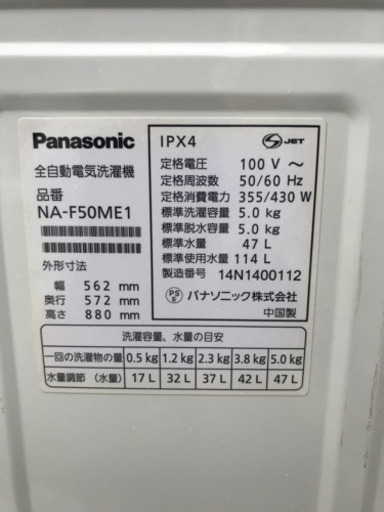 Panasonic
全自動電気洗濯機
品番
NA-F50ME1
外形寸法
幅 562 mm
奥行 572 mm
高さ 880 mm
IPX4
S JET
定格電圧 100 V ～
定格周波数 50/60 Hz
定格消費電力 355/430 W
標準洗濯容量 5.0 kg
標準脱水容量 5.0 kg
標準水量 47 L
標準使用水量 114 L
製造番号 14N1400112
PS E パナソニック株式会社
中国製
洗濯容量、水量の目安
一回の洗濯物の量 0.5 kg 1.2 kg 2.3 kg 3.8 kg 5.0 kg
水量調節 (水量) 17 L 32 L 37 L 42 L 47 L